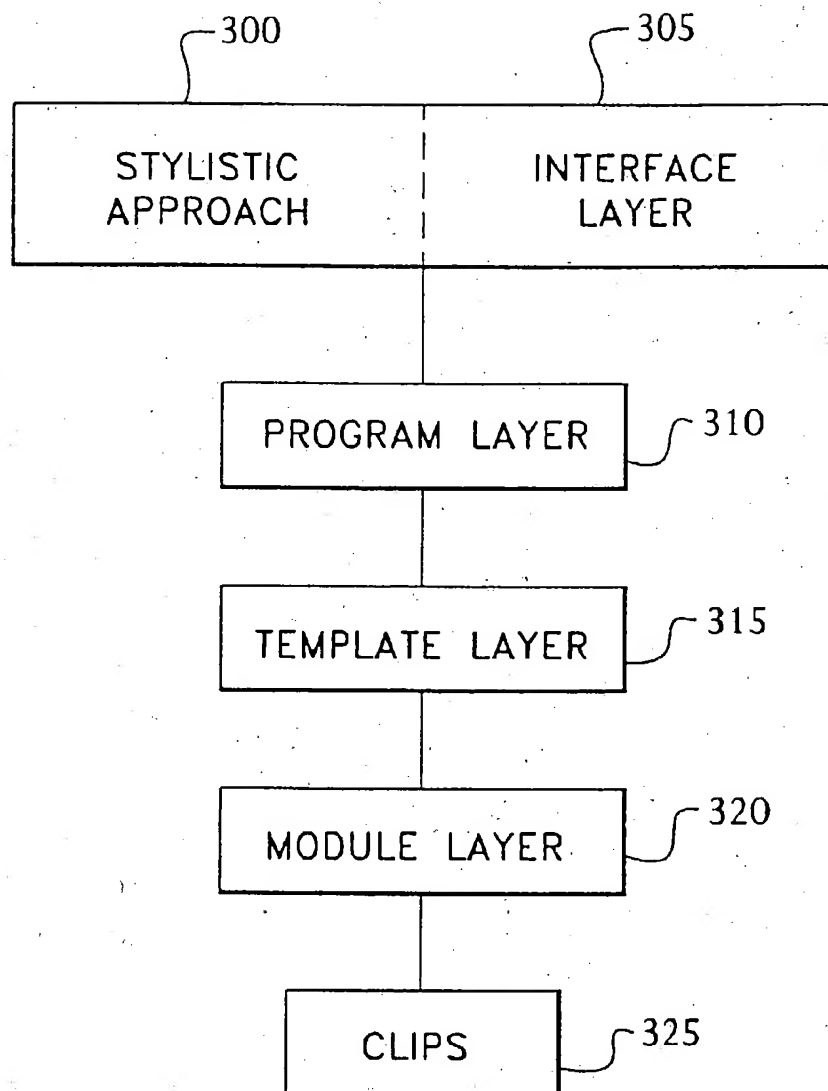 300
305
STYLISTIC
APPROACH
INTERFACE
LAYER
PROGRAM LAYER
310
TEMPLATE LAYER
315
MODULE LAYER
320
CLIPS
325